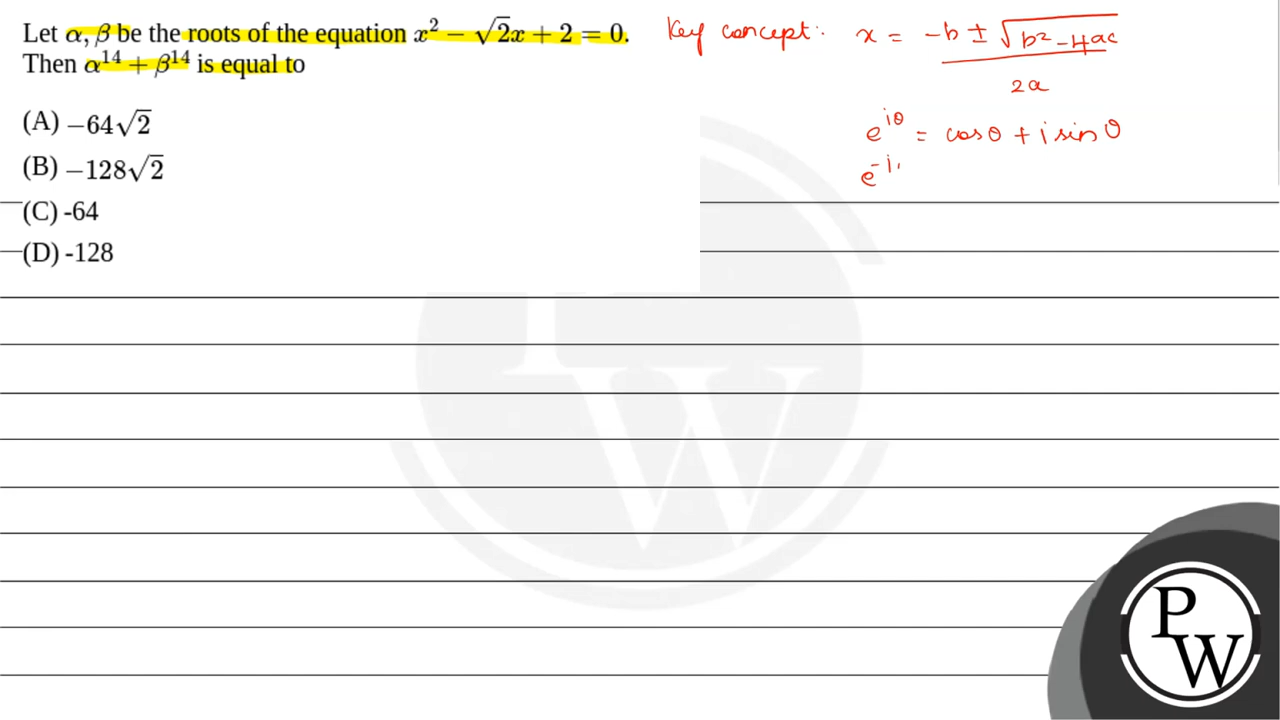 Let α, β be the roots of the equation x² − √2x + 2 = 0.
Then α¹⁴ + β¹⁴ is equal to
(A) −64√2
(B) −128√2
(C) -64
(D) -128
Key concept: x = −b ± √b² − 4ac / 2a
e^iθ = cosθ + i sinθ
e^-i
P
W